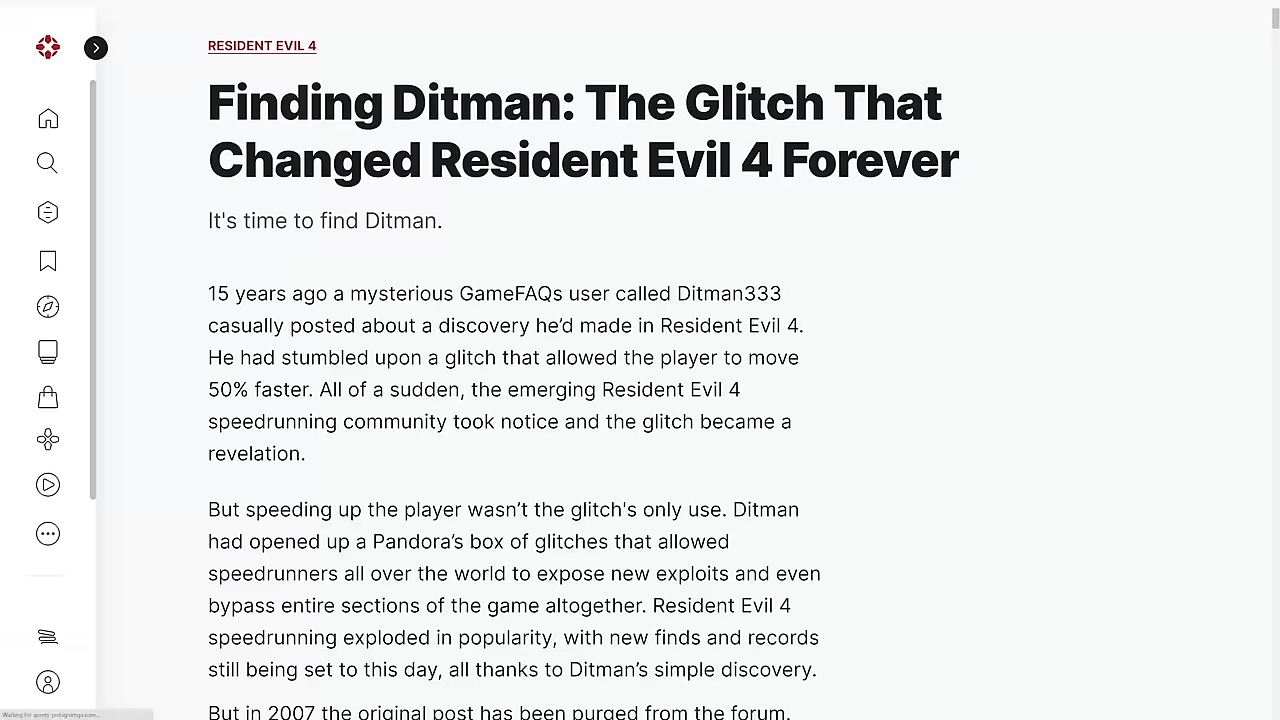 RESIDENT EVIL 4
Finding Ditman: The Glitch That
Changed Resident Evil 4 Forever
It's time to find Ditman.
15 years ago a mysterious GameFAQs user called Ditman333
casually posted about a discovery he’d made in Resident Evil 4.
He had stumbled upon a glitch that allowed the player to move
50% faster. All of a sudden, the emerging Resident Evil 4
speedrunning community took notice and the glitch became a
revelation.
But speeding up the player wasn’t the glitch's only use. Ditman
had opened up a Pandora’s box of glitches that allowed
speedrunners all over the world to expose new exploits and even
bypass entire sections of the game altogether. Resident Evil 4
speedrunning exploded in popularity, with new finds and records
still being set to this day, all thanks to Ditman’s simple discovery.
But in 2007 the original post has been purged from the forum.